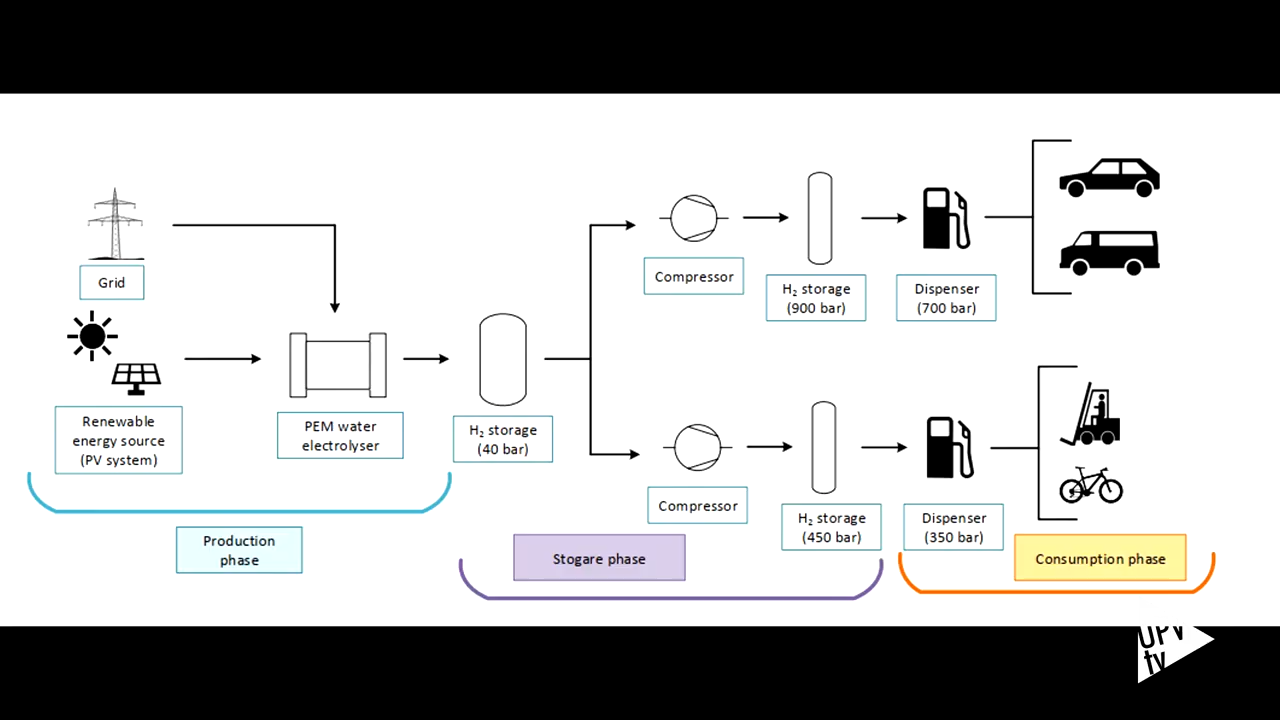 Grid
Renewable
energy source
(PV system)
PEM water
electrolyser
H₂ storage
(40 bar)
Compressor
H₂ storage
(900 bar)
Dispenser
(700 bar)
Compressor
H₂ storage
(450 bar)
Dispenser
(350 bar)
Production
phase
Stogare phase
Consumption phase
UPV
tv